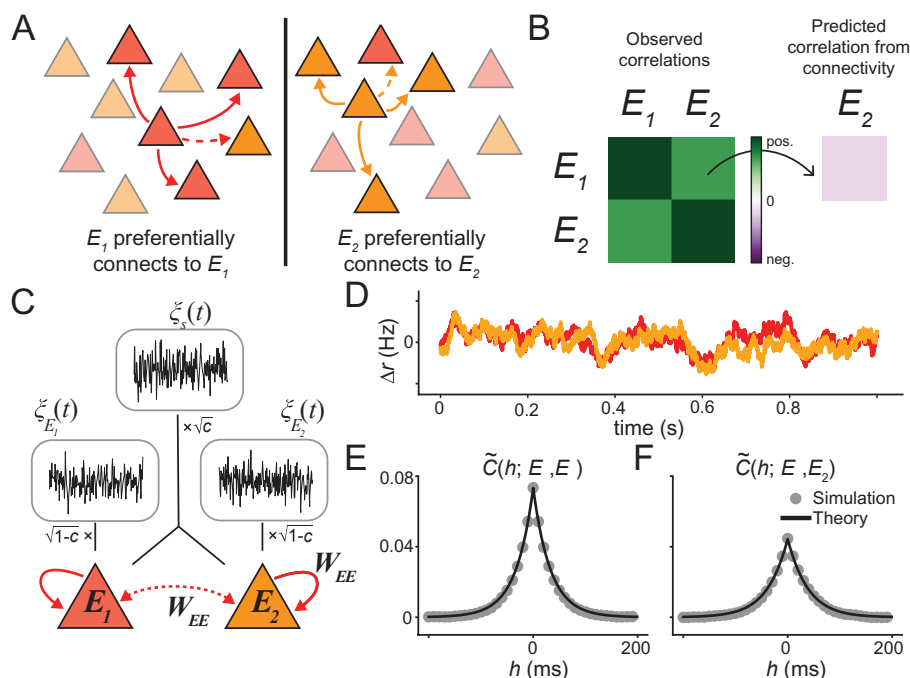 A
E1 preferentially
connects to E1
E2 preferentially
connects to E2
B
Observed
correlations
Predicted
correlation from
connectivity
E1 E2
E2
E1
E2
pos.
0
neg.
C
ξs(t)
ξE1(t)
ξE2(t)
×√c
√1-c ×
×√1-c
WEE
E1
E2
WEE
D
Δr (Hz)
0
0 0.2 0.4 0.6 0.8
time (s)
E
C̃(h; E ,E )
0.08
0.04
0
0 200
h (ms)
F
C̃(h; E ,E2)
Simulation
Theory
0 200
h (ms)